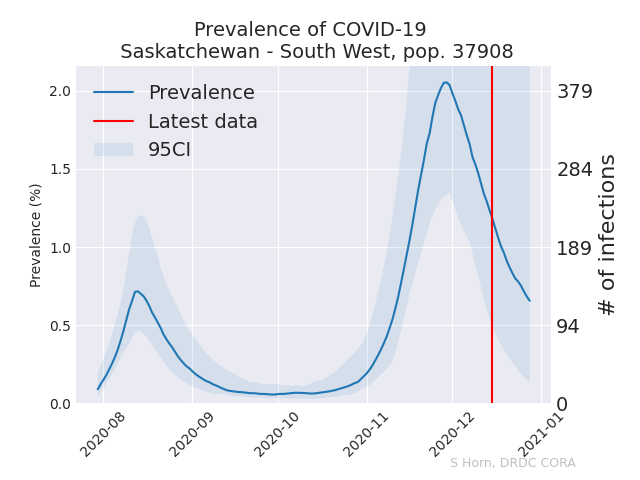 Prevalence of COVID-19
Saskatchewan - South West, pop. 37908
Prevalence
Latest data
95CI
Prevalence (%)
2.0
1.5
1.0
0.5
0.0
379
284
189
94
0
# of infections
2020-08
2020-09
2020-10
2020-11
2020-12
2021-01
S Horn, DRDC CORA